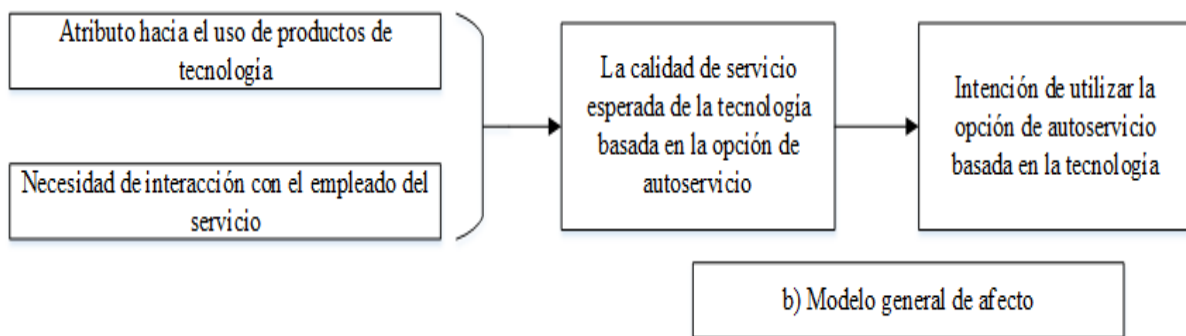 Atributo hacia el uso de productos de
tecnología
Necesidad de interacción con el empleado del
servicio
La calidad de servicio
esperada de la tecnología
basada en la opción de
autoservicio
Intención de utilizar la
opción de autoservicio
basada en la tecnología
b) Modelo general de afecto